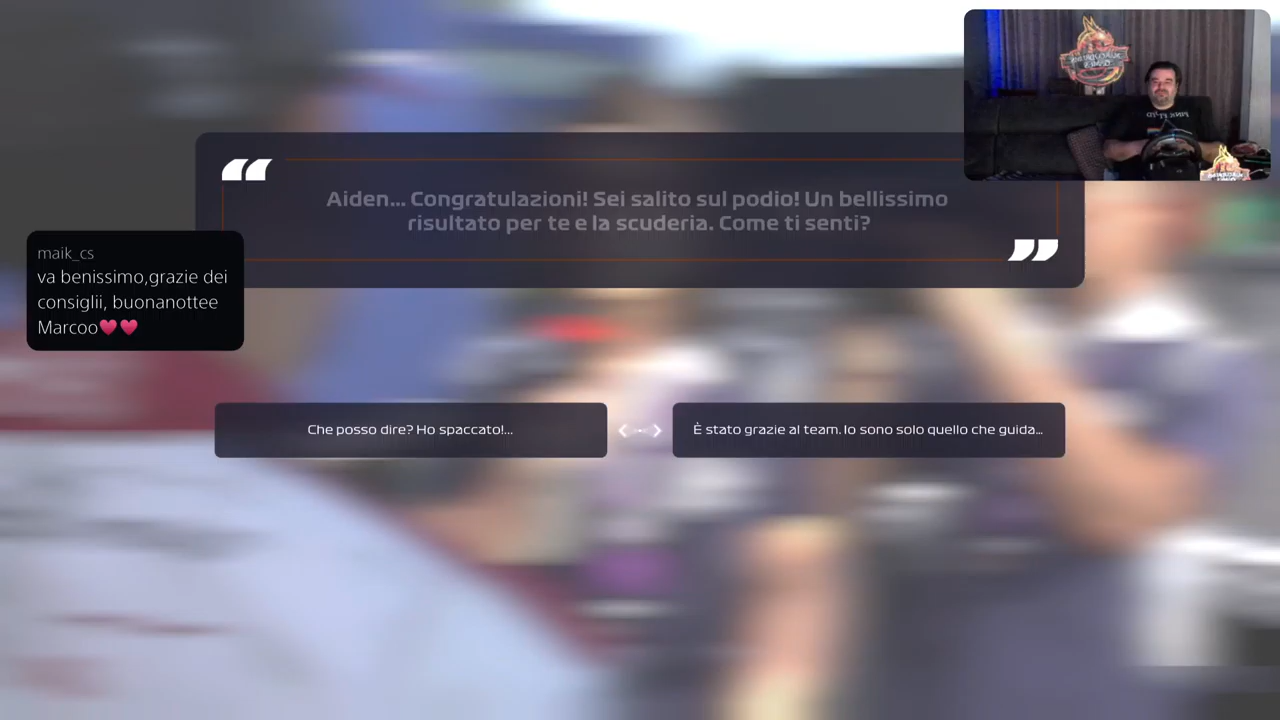 Aiden... Congratulazioni! Sei salito sul podio! Un bellissimo
risultato per te e la scuderia. Come ti senti?
maik_cs
va benissimo,grazie dei
consiglii, buonanottee
Marcoo♥♥
Che posso dire? Ho spaccato!...
È stato grazie al team. Io sono solo quello che guida...